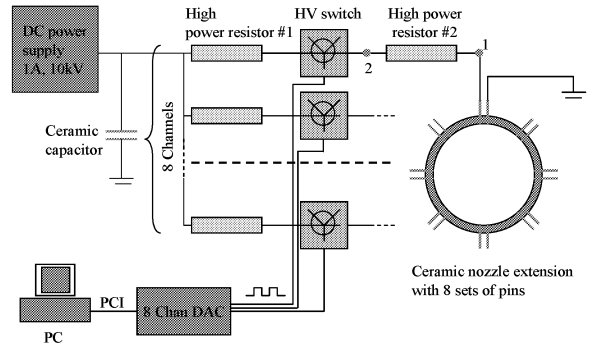 DC power
supply
1A, 10kV
High
power resistor #1
HV switch
High power
resistor #2
1
2
Ceramic
capacitor
8 Channels
Ceramic nozzle extension
with 8 sets of pins
PCI
8 Chan DAC
PC